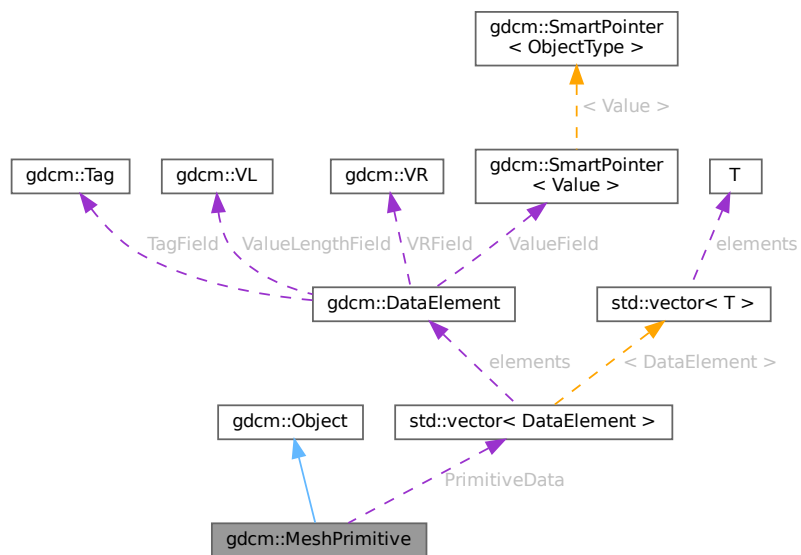 gdcm::SmartPointer
< ObjectType >
< Value >
gdcm::Tag
gdcm::VL
gdcm::VR
gdcm::SmartPointer
< Value >
T
TagField
ValueLengthField
VRField
ValueField
elements
gdcm::DataElement
std::vector< T >
elements
< DataElement >
gdcm::Object
std::vector< DataElement >
PrimitiveData
gdcm::MeshPrimitive